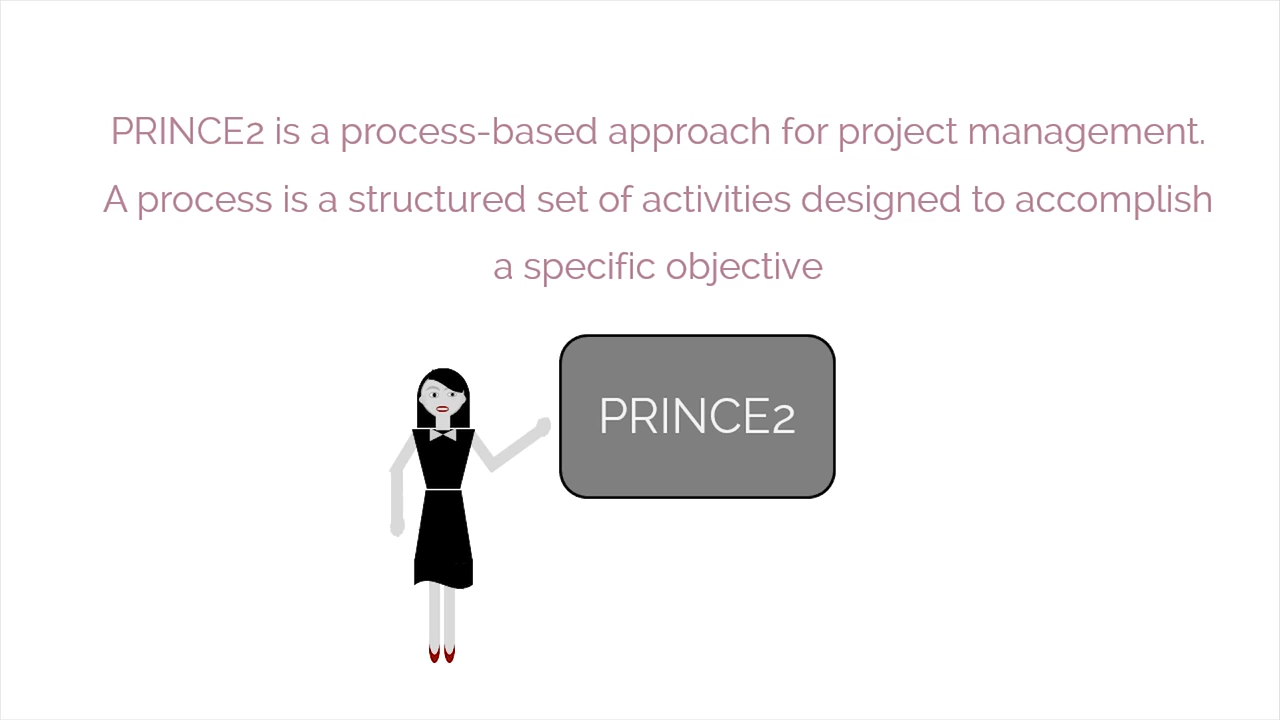 PRINCE2 is a process-based approach for project management.
A process is a structured set of activities designed to accomplish
a specific objective
PRINCE2